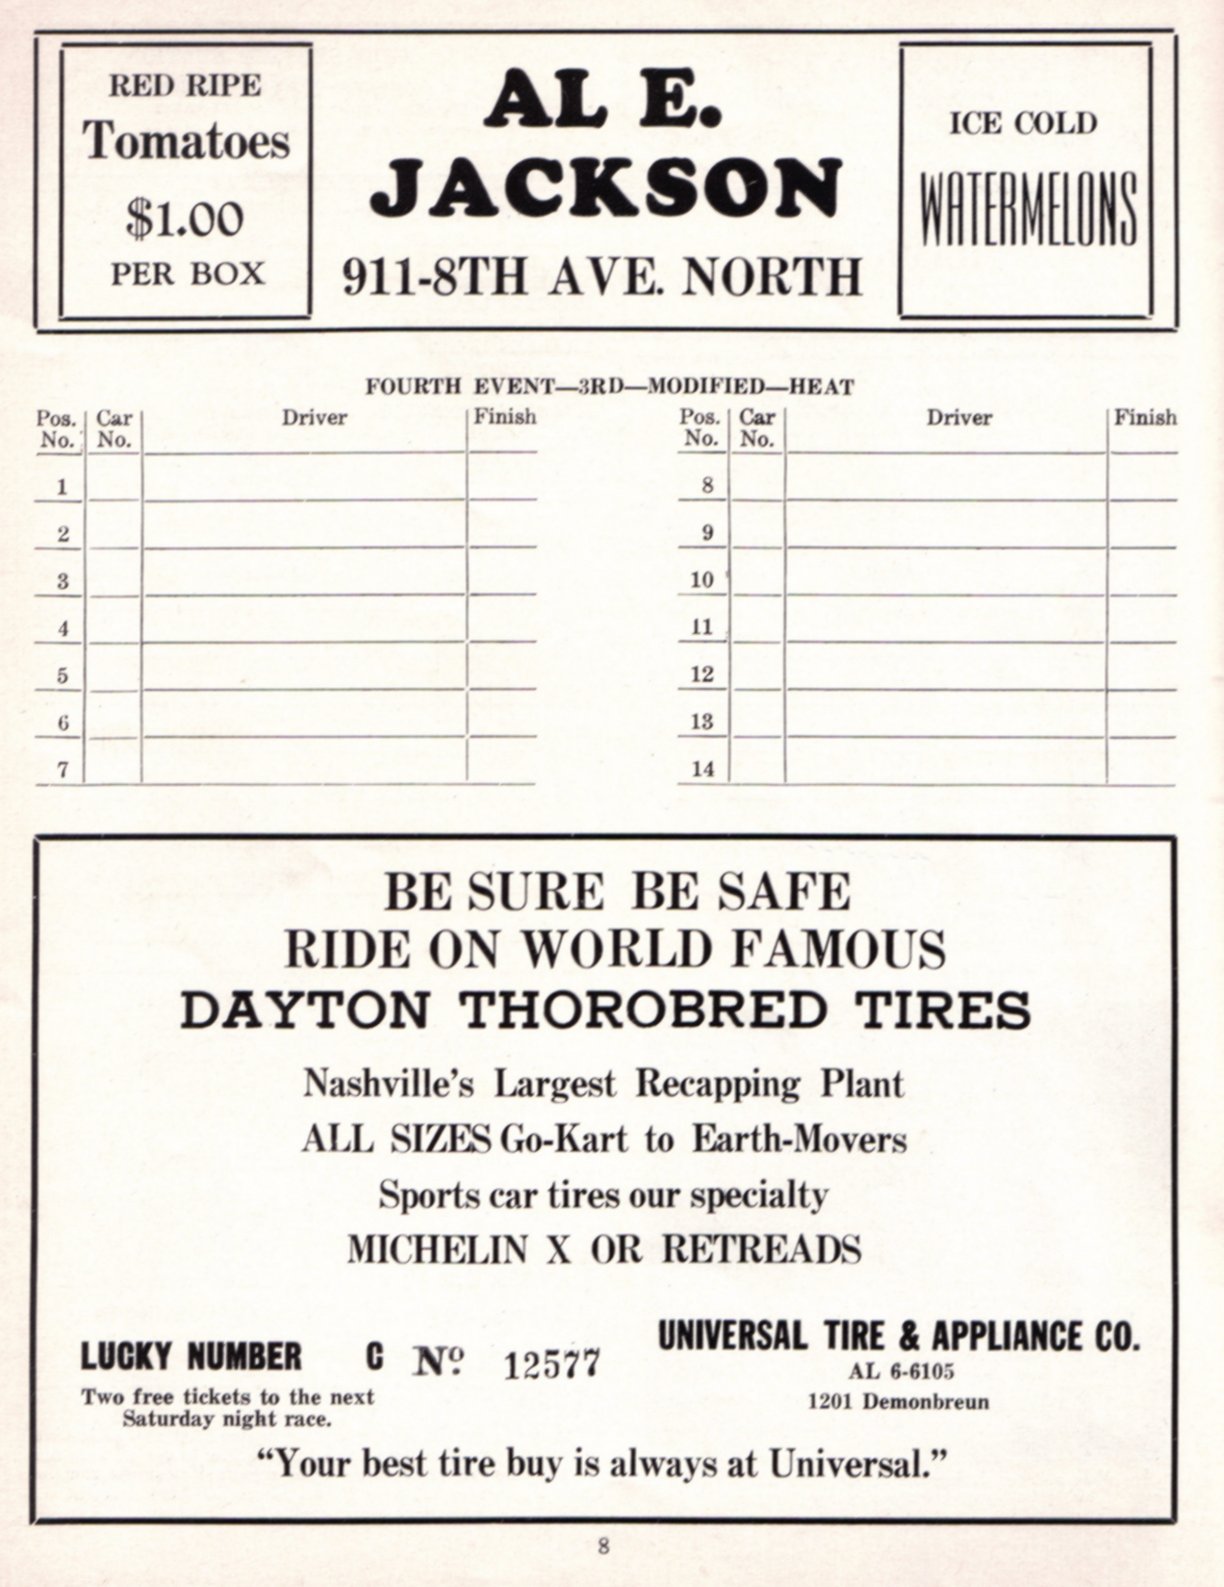 RED RIPE
Tomatoes
$1.00
PER BOX
AL E.
JACKSON
911-8TH AVE. NORTH
ICE COLD
WATERMELONS
FOURTH EVENT—3RD—MODIFIED—HEAT
Pos. No. Car No. Driver Finish
1
2
3
4
5
6
7
Pos. No. Car No. Driver Finish
8
9
10
11
12
13
14
BE SURE BE SAFE
RIDE ON WORLD FAMOUS
DAYTON THOROBRED TIRES
Nashville's Largest Recapping Plant
ALL SIZES Go-Kart to Earth-Movers
Sports car tires our specialty
MICHELIN X OR RETREADS
LUCKY NUMBER C Nº 12577
Two free tickets to the next
Saturday night race.
UNIVERSAL TIRE & APPLIANCE CO.
AL 6-6105
1201 Demonbreun
"Your best tire buy is always at Universal."
8